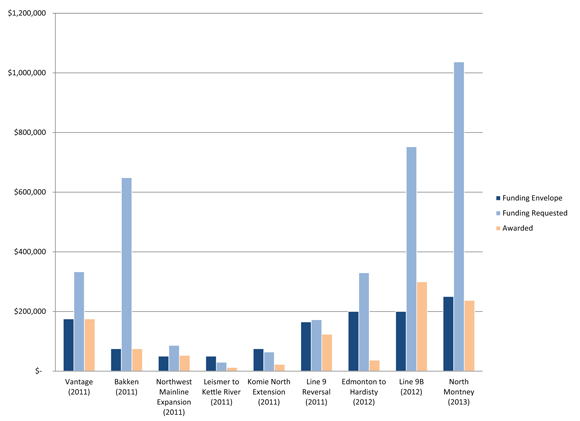 $1,200,000
$1,000,000
$800,000
$600,000
$400,000
$200,000
$-
Funding Envelope
Funding Requested
Awarded
Vantage
(2011)
Bakken
(2011)
Northwest
Mainline
Expansion
(2011)
Leismer to
Kettle River
(2011)
Komie North
Extension
(2011)
Line 9
Reversal
(2011)
Edmonton to
Hardisty
(2012)
Line 9B
(2012)
North
Montney
(2013)